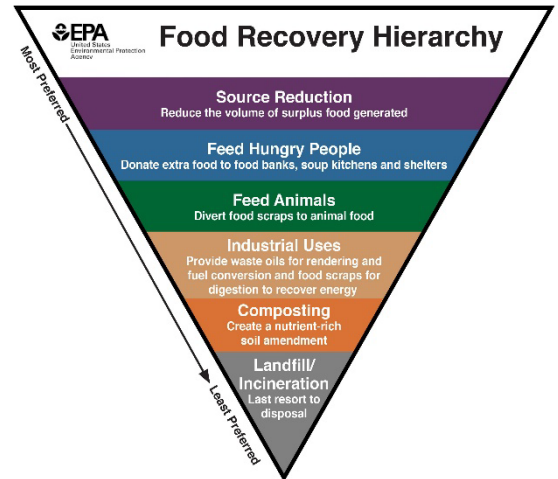 EPA
United States
Environmental Protection
Agency
Food Recovery Hierarchy
Most Preferred
Source Reduction
Reduce the volume of surplus food generated
Feed Hungry People
Donate extra food to food banks, soup kitchens and shelters
Feed Animals
Divert food scraps to animal food
Industrial Uses
Provide waste oils for rendering and
fuel conversion and food scraps for
digestion to recover energy
Composting
Create a nutrient-rich
soil amendment
Landfill/
Incineration
Last resort to
disposal
Least Preferred